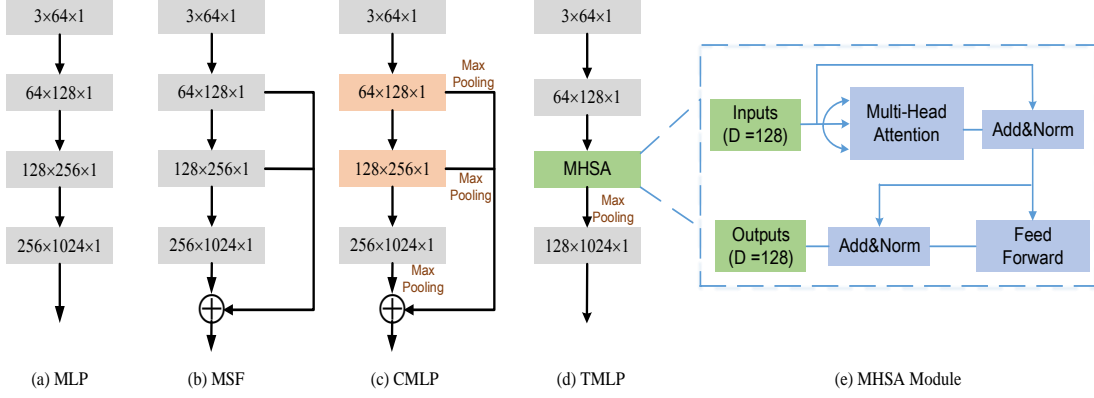 3×64×1
64×128×1
128×256×1
256×1024×1
(a) MLP
3×64×1
64×128×1
128×256×1
256×1024×1
(b) MSF
3×64×1
Max
Pooling
64×128×1
128×256×1
Max
Pooling
256×1024×1
Max
Pooling
(c) CMLP
3×64×1
64×128×1
MHSA
Max
Pooling
128×1024×1
(d) TMLP
Inputs
(D =128)
Multi-Head
Attention
Add&Norm
Outputs
(D =128)
Add&Norm
Feed
Forward
(e) MHSA Module